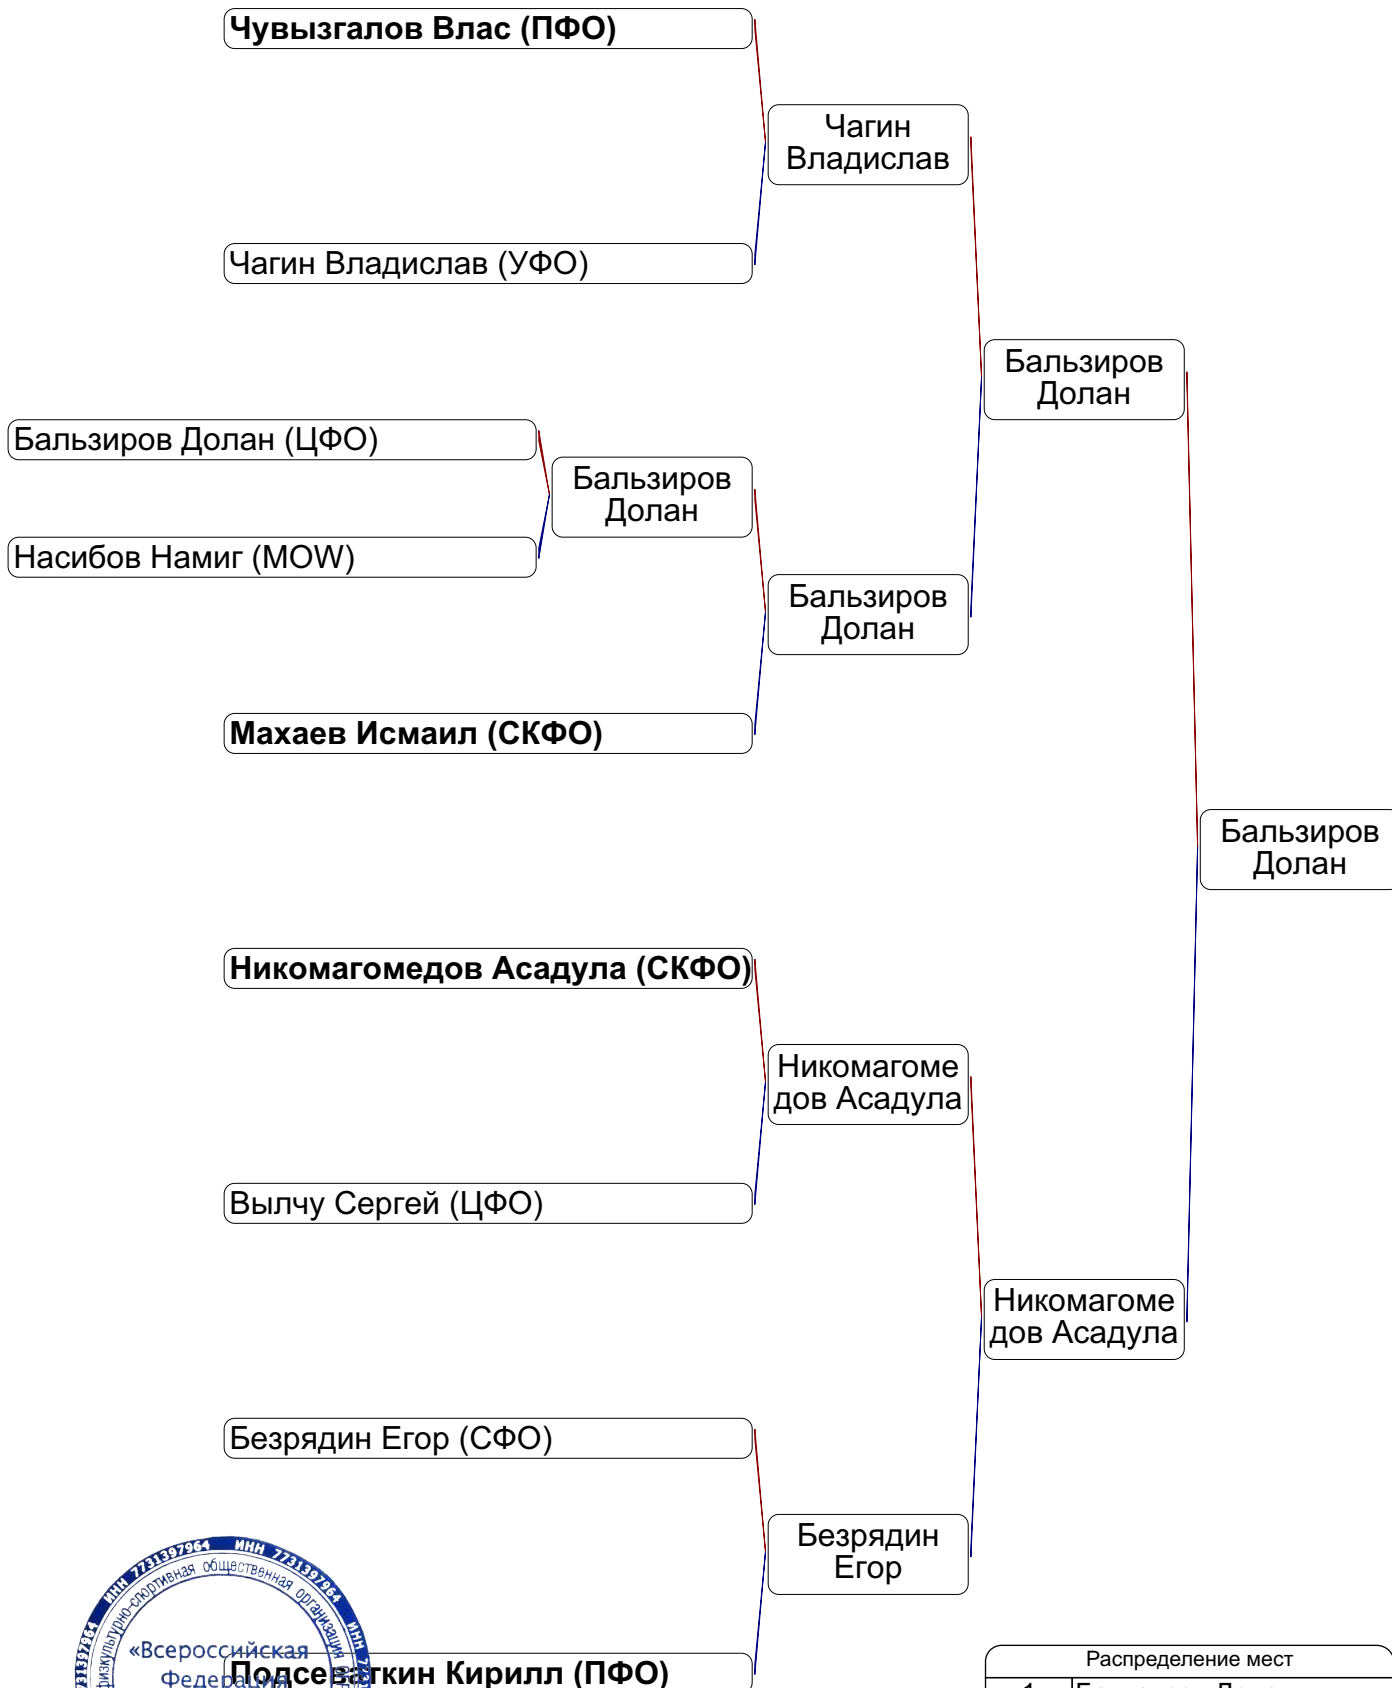 Чувызгалов Влас (ПФО)
Чагин
Владислав
Чагин Владислав (УФО)
Бальзиров
Долан
Бальзиров Долан (ЦФО)
Бальзиров
Долан
Насибов Намиг (MOW)
Бальзиров
Долан
Махаев Исмаил (СКФО)
Бальзиров
Долан
Никомагомедов Асадула (СКФО)
Никомагоме
дов Асадула
Вылчу Сергей (ЦФО)
Никомагоме
дов Асадула
Безрядин Егор (СФО)
Безрядин
Егор
ИНН 7731397964 ИНН 7731397964
физкультурно-спортивная общественная организация
«Всероссийская
Федерация
Подсеваткин Кирилл (ПФО)
Распределение мест